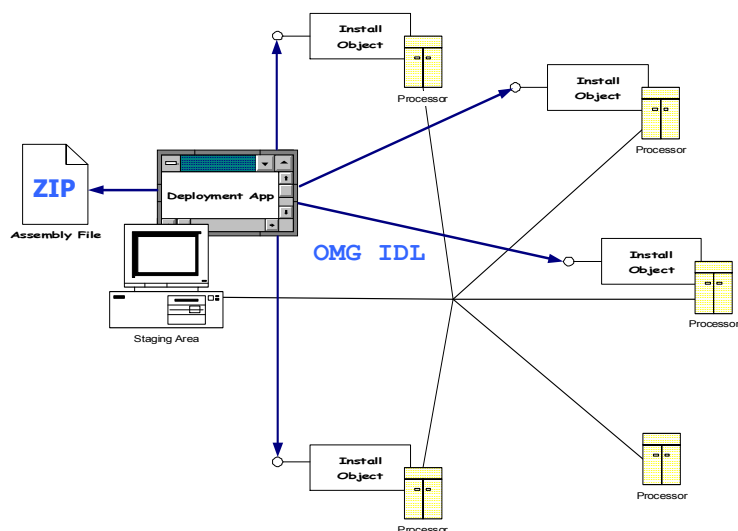 Install
Object
Processor
Install
Object
Processor
ZIP
Deployment App
Assembly File
OMG IDL
Install
Object
Processor
Staging Area
Install
Object
Processor
Processor